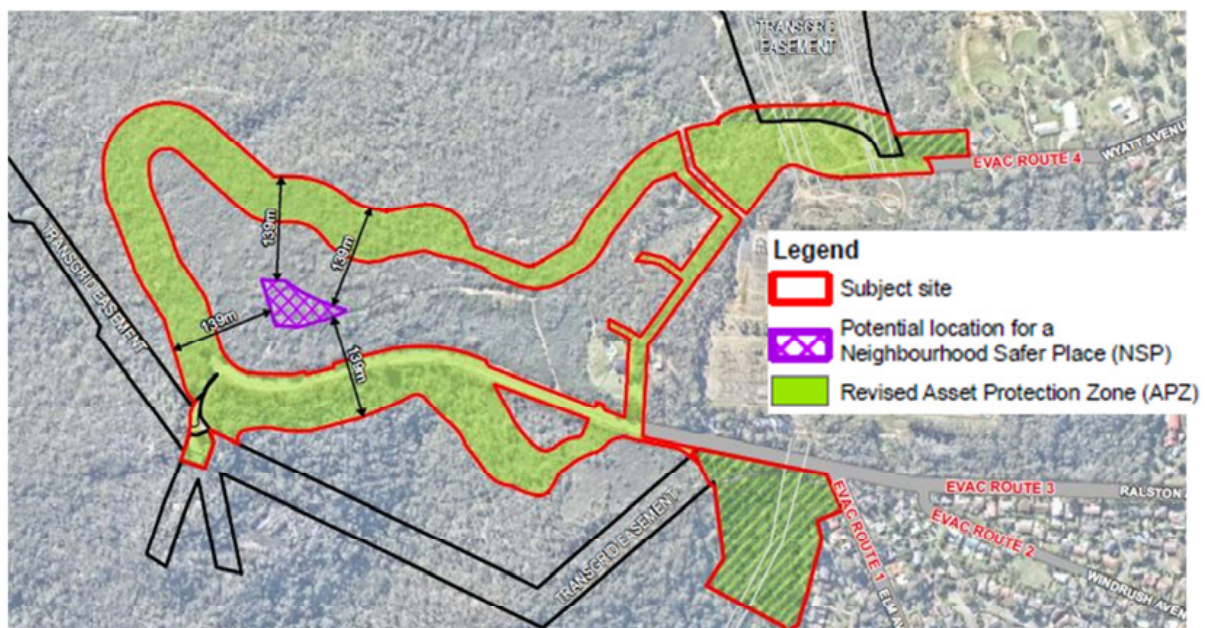 TRANSGRID
EASEMENT
WYATT AVENU
EVAC ROUTE 4
139m
139m
TRANSGRID EASEMENT
139m
139m
Legend
Subject site
Potential location for a
Neighbourhood Safer Place (NSP)
Revised Asset Protection Zone (APZ)
TRANSGRID EASEMENT
EVAC ROUTE 1
EVAC ROUTE 3
RALSTON A
EVAC ROUTE 2
WINDRUSH AVEN